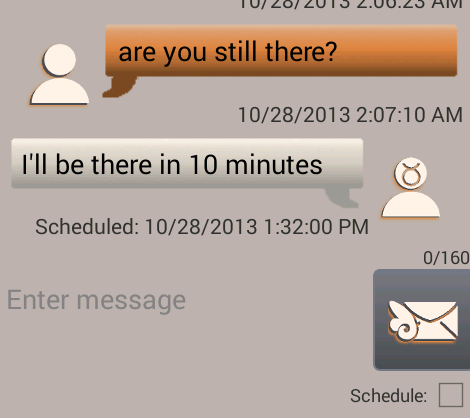 10/28/2013 2:06:23 AM
are you still there?
10/28/2013 2:07:10 AM
I'll be there in 10 minutes
Scheduled: 10/28/2013 1:32:00 PM
0/160
Enter message
Schedule: